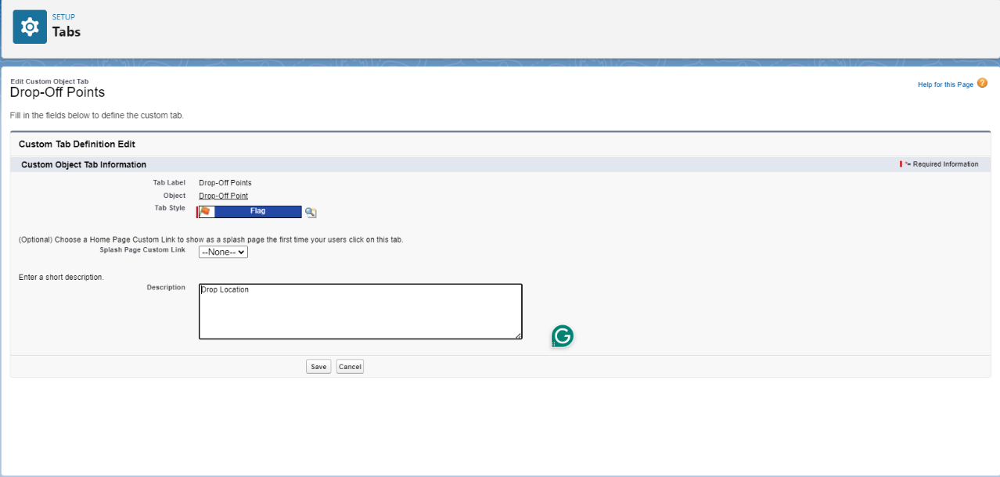 SETUP
Tabs
Edit Custom Object Tab
Drop-Off Points
Help for this Page ?
Fill in the fields below to define the custom tab.
Custom Tab Definition Edit
Custom Object Tab Information
*= Required Information
Tab Label Drop-Off Points
Object Drop-Off Point
Tab Style Flag
(Optional) Choose a Home Page Custom Link to show as a splash page the first time your users click on this tab.
Splash Page Custom Link --None--
Enter a short description.
Description Drop Location
G
Save Cancel